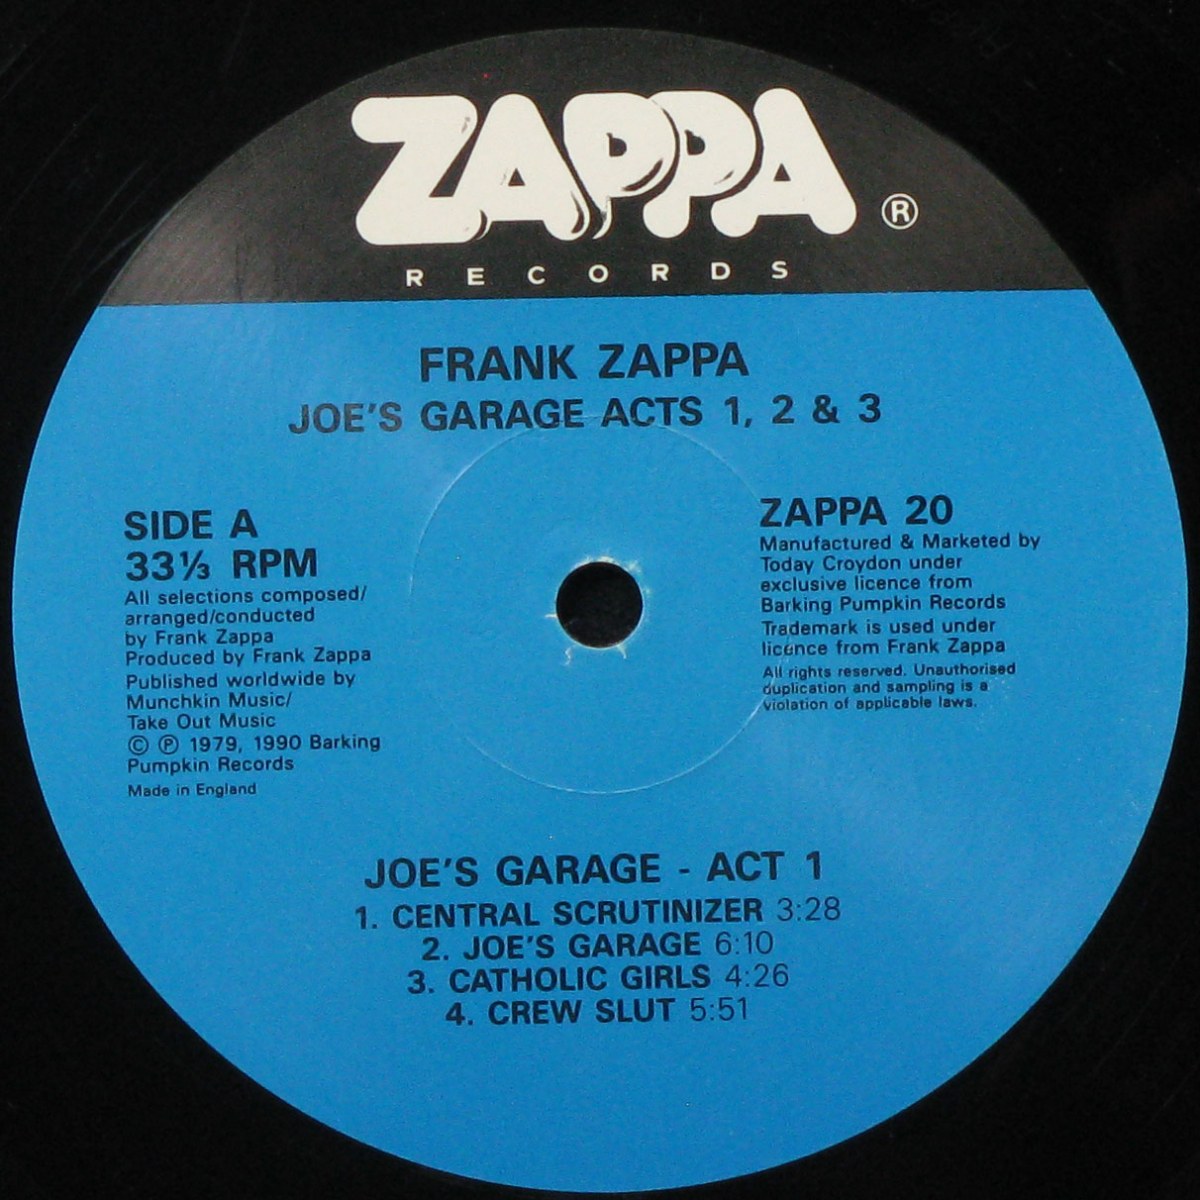 ZAPPA ®
RECORDS
FRANK ZAPPA
JOE'S GARAGE ACTS 1, 2 & 3
SIDE A
33⅓ RPM
All selections composed/
arranged/conducted
by Frank Zappa
Produced by Frank Zappa
Published worldwide by
Munchkin Music/
Take Out Music
© ℗ 1979, 1990 Barking
Pumpkin Records
Made in England
ZAPPA 20
Manufactured & Marketed by
Today Croydon under
exclusive licence from
Barking Pumpkin Records
Trademark is used under
licence from Frank Zappa
All rights reserved. Unauthorised
duplication and sampling is a
violation of applicable laws.
JOE'S GARAGE - ACT 1
1. CENTRAL SCRUTINIZER 3:28
2. JOE'S GARAGE 6:10
3. CATHOLIC GIRLS 4:26
4. CREW SLUT 5:51